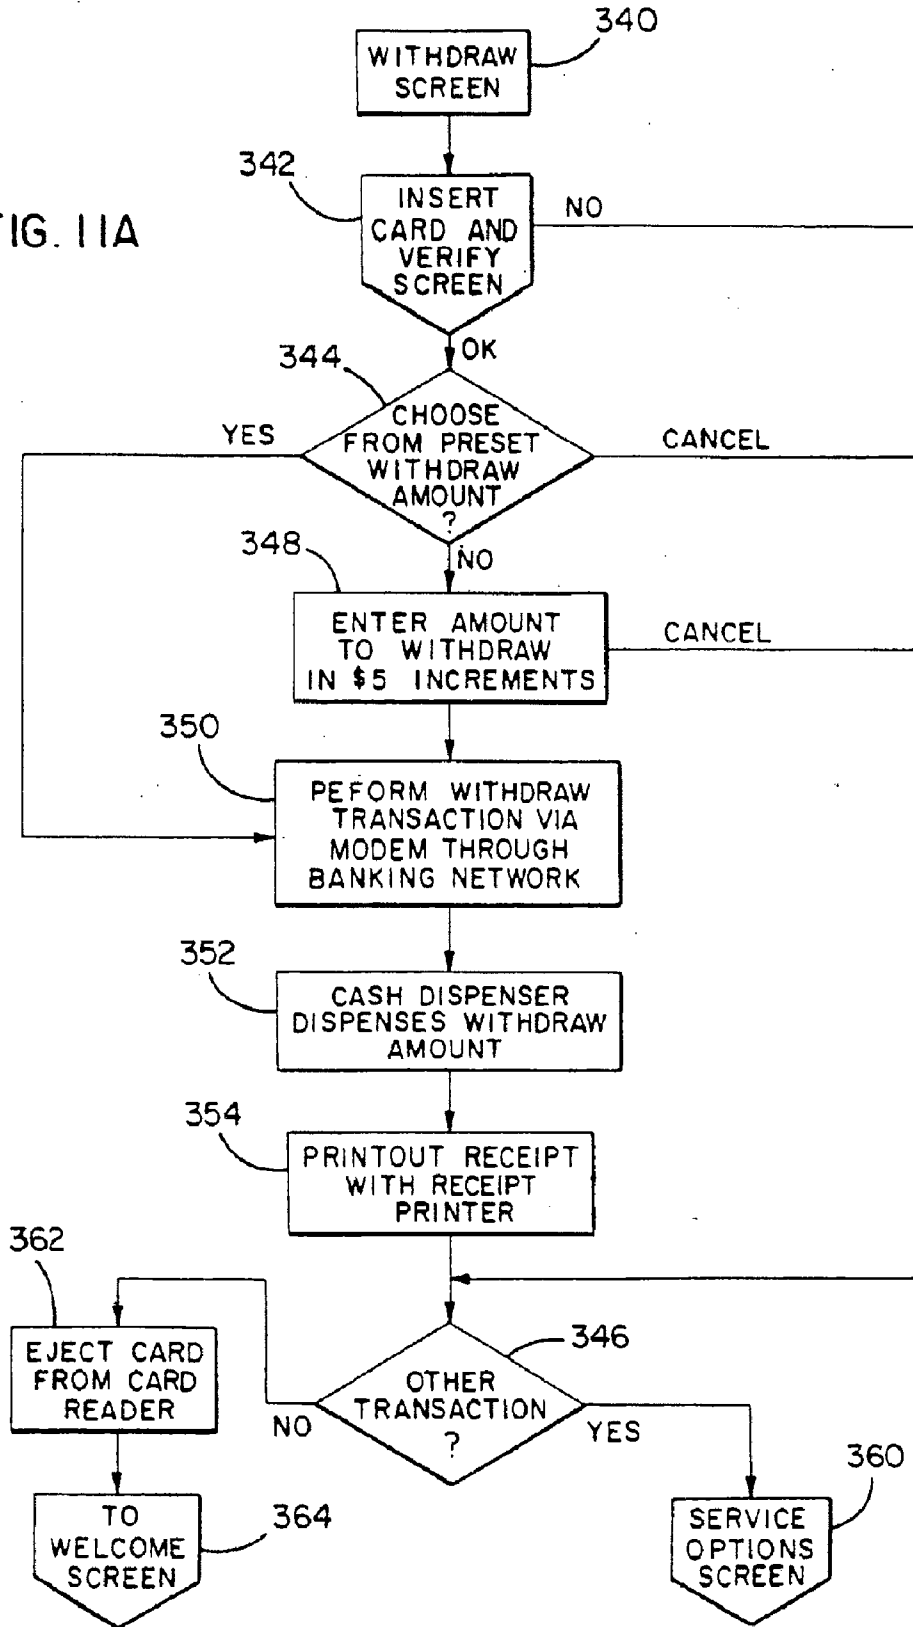 340
WITHDRAW
SCREEN
342
INSERT
CARD AND
VERIFY
SCREEN
NO
FIG. 11A
OK
344
CHOOSE
FROM PRESET
WITHDRAW
AMOUNT
?
YES
CANCEL
NO
348
ENTER AMOUNT
TO WITHDRAW
IN $5 INCREMENTS
CANCEL
350
PEFORM WITHDRAW
TRANSACTION VIA
MODEM THROUGH
BANKING NETWORK
352
CASH DISPENSER
DISPENSES WITHDRAW
AMOUNT
354
PRINTOUT RECEIPT
WITH RECEIPT
PRINTER
362
EJECT CARD
FROM CARD
READER
346
OTHER
TRANSACTION
?
NO
YES
360
TO
WELCOME
SCREEN
364
SERVICE
OPTIONS
SCREEN